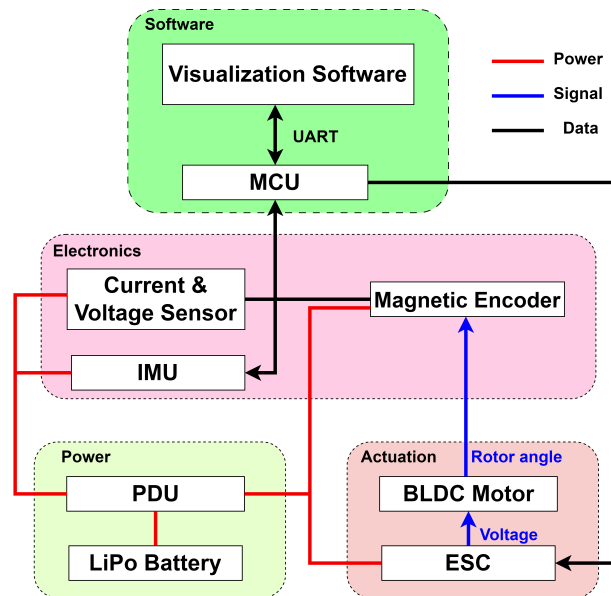 Software
Visualization Software
UART
MCU
Power
Signal
Data
Electronics
Current &
Voltage Sensor
Magnetic Encoder
IMU
Power
PDU
LiPo Battery
Actuation
Rotor angle
BLDC Motor
Voltage
ESC